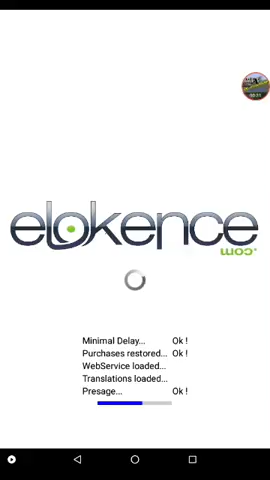 elokence
.com
Minimal Delay... Ok !
Purchases restored... Ok !
WebService loaded...
Translations loaded...
Presage... Ok !